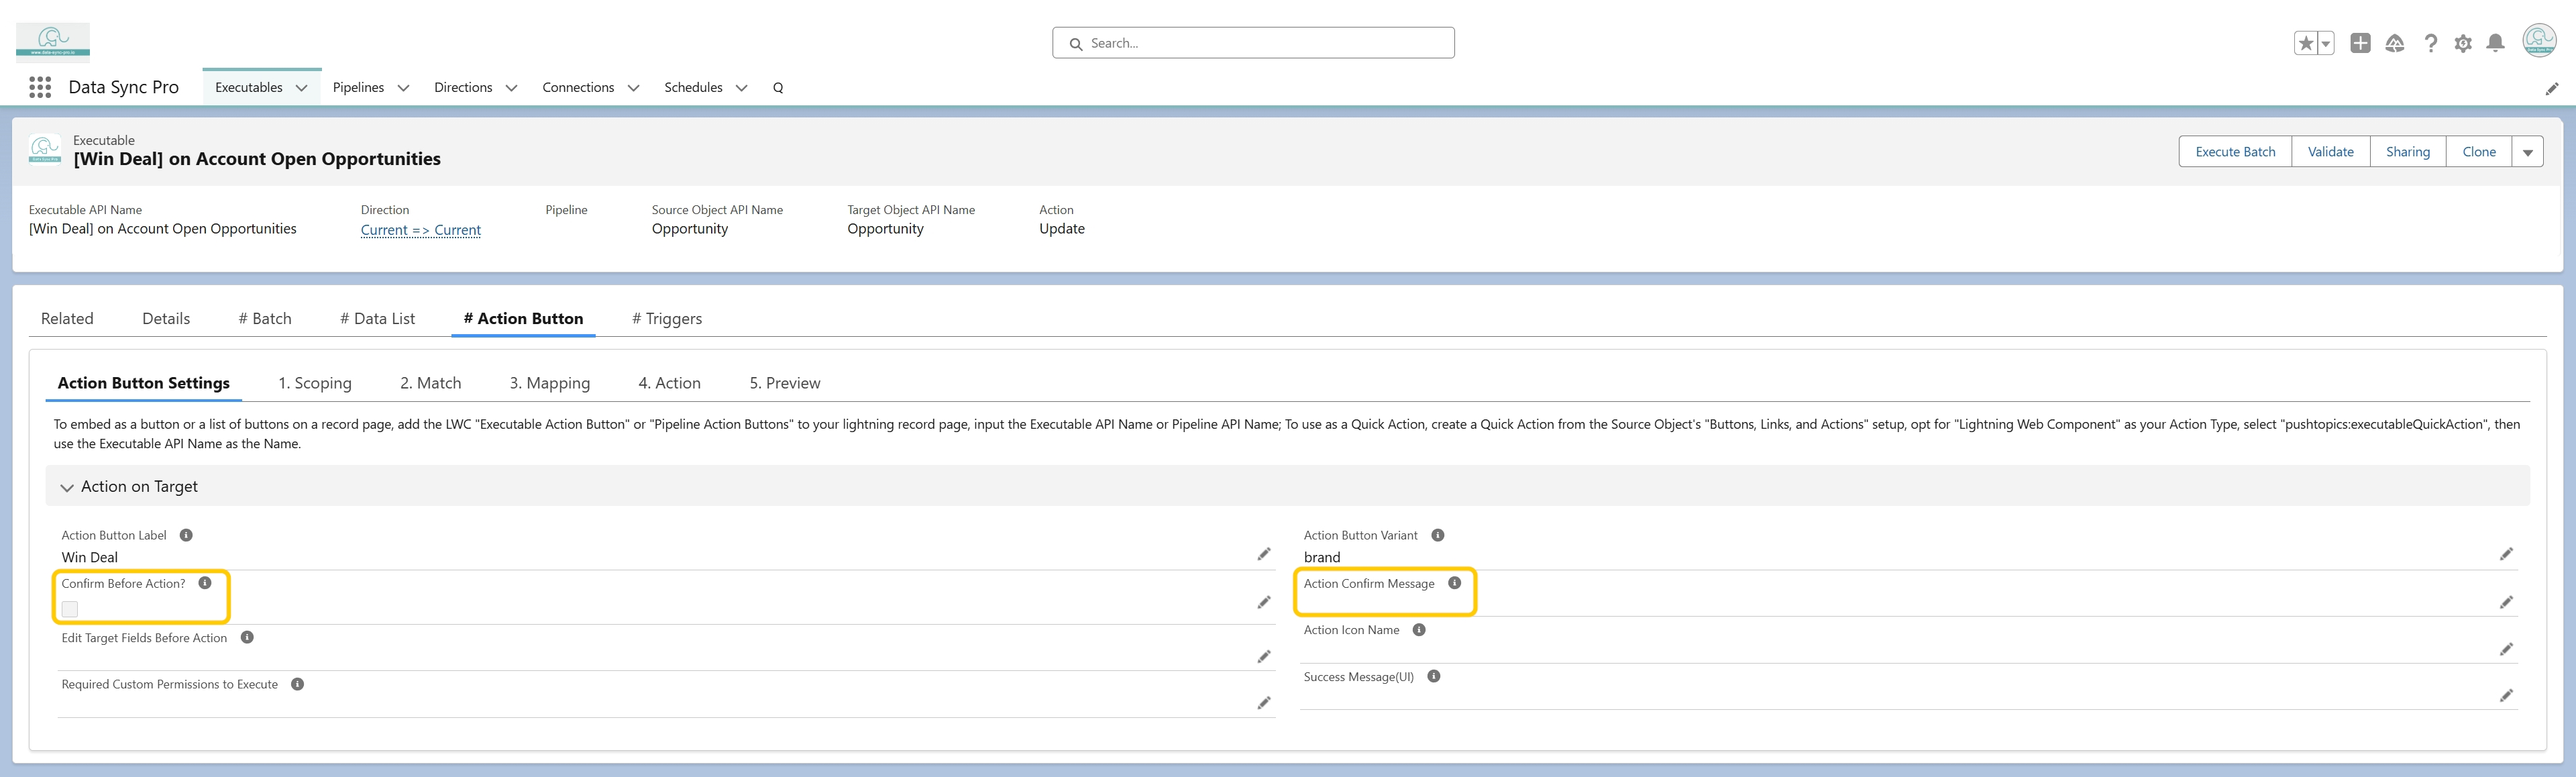 www.data-sync-pro.io
Search...
Data Sync Pro
Executables
Pipelines
Directions
Connections
Schedules
Q
Executable
[Win Deal] on Account Open Opportunities
Execute Batch
Validate
Sharing
Clone
Executable API Name
Direction
Pipeline
Source Object API Name
Target Object API Name
Action
[Win Deal] on Account Open Opportunities
Current => Current
Opportunity
Opportunity
Update
Related
Details
# Batch
# Data List
# Action Button
# Triggers
Action Button Settings
1. Scoping
2. Match
3. Mapping
4. Action
5. Preview
To embed as a button or a list of buttons on a record page, add the LWC "Executable Action Button" or "Pipeline Action Buttons" to your lightning record page, input the Executable API Name or Pipeline API Name; To use as a Quick Action, create a Quick Action from the Source Object's "Buttons, Links, and Actions" setup, opt for "Lightning Web Component" as your Action Type, select "pushtopics:executableQuickAction", then
use the Executable API Name as the Name.
Action on Target
Action Button Label
Win Deal
Action Button Variant
brand
Confirm Before Action?
Action Confirm Message
Edit Target Fields Before Action
Action Icon Name
Required Custom Permissions to Execute
Success Message(UI)